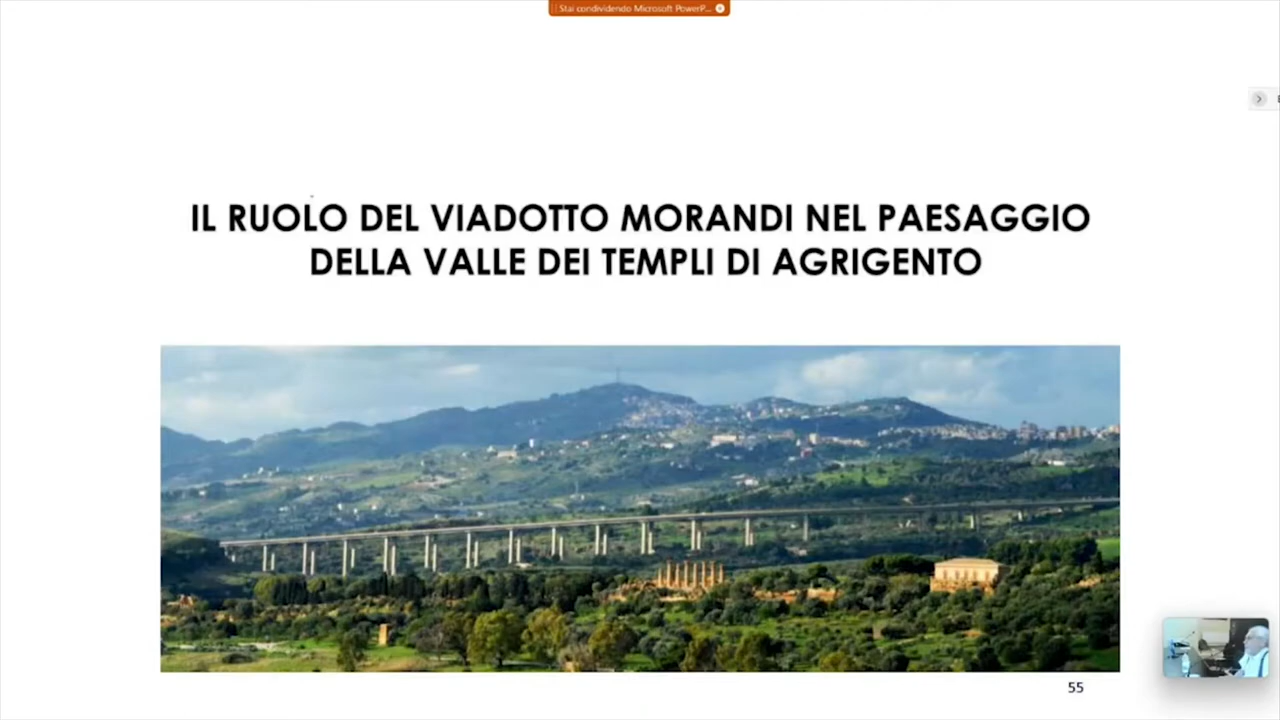 Stai condividendo Microsoft PowerP...
IL RUOLO DEL VIADOTTO MORANDI NEL PAESAGGIO
DELLA VALLE DEI TEMPLI DI AGRIGENTO
55